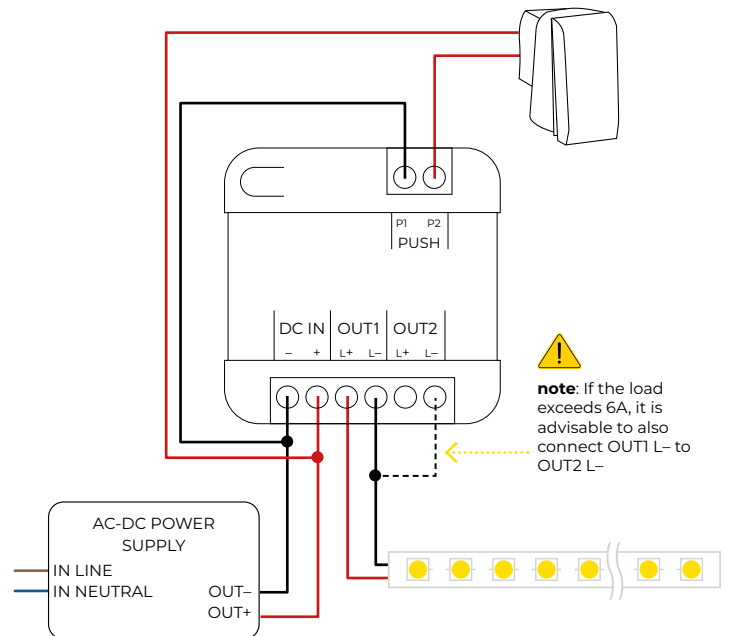 P1 P2
PUSH
DC IN OUT1 OUT2
– + L+ L– L+ L–
note: If the load
exceeds 6A, it is
advisable to also
connect OUT1 L– to
OUT2 L–
AC-DC POWER
SUPPLY
IN LINE
IN NEUTRAL
OUT–
OUT+